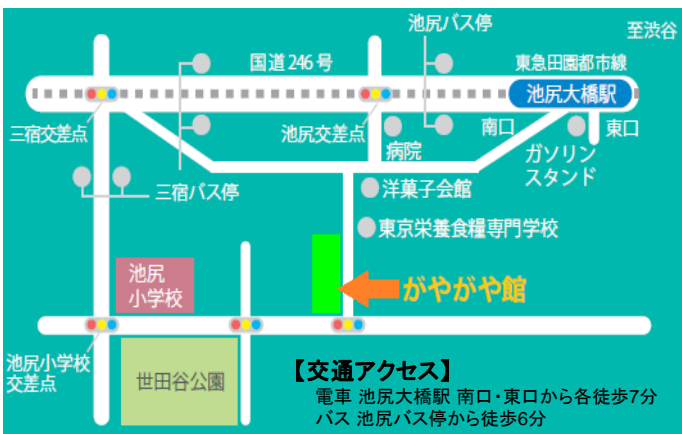 池尻バス停
至渋谷
国道246号
東急田園都市線
池尻大橋駅
三宿交差点
池尻交差点
南口
東口
病院
ガソリン
スタンド
三宿バス停
洋菓子会館
東京栄養食糧専門学校
池尻
小学校
がやがや館
池尻小学校
交差点
世田谷公園
【交通アクセス】
電車 池尻大橋駅 南口・東口から各徒歩7分
バス 池尻バス停から徒歩6分